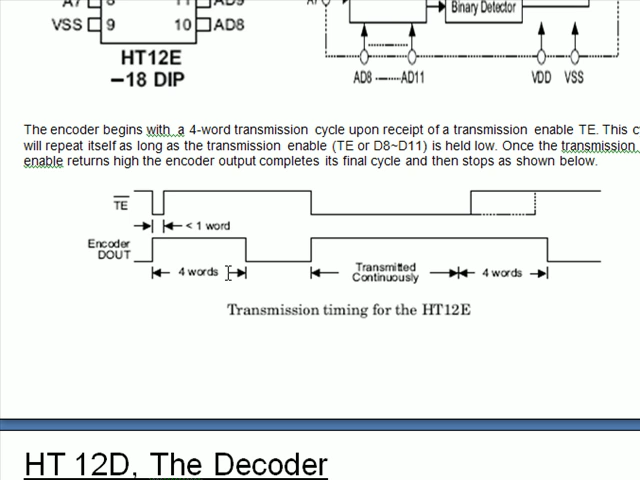 VSS 9 10 AD8
Binary Detector
HT12E
–18 DIP
AD8 AD11 VDD VSS
The encoder begins with a 4-word transmission cycle upon receipt of a transmission enable TE. This c
will repeat itself as long as the transmission enable (TE or D8~D11) is held low. Once the transmission
enable returns high the encoder output completes its final cycle and then stops as shown below.
TE
< 1 word
Encoder
DOUT
4 words
Transmitted
Continuously
4 words
Transmission timing for the HT12E
HT 12D, The Decoder